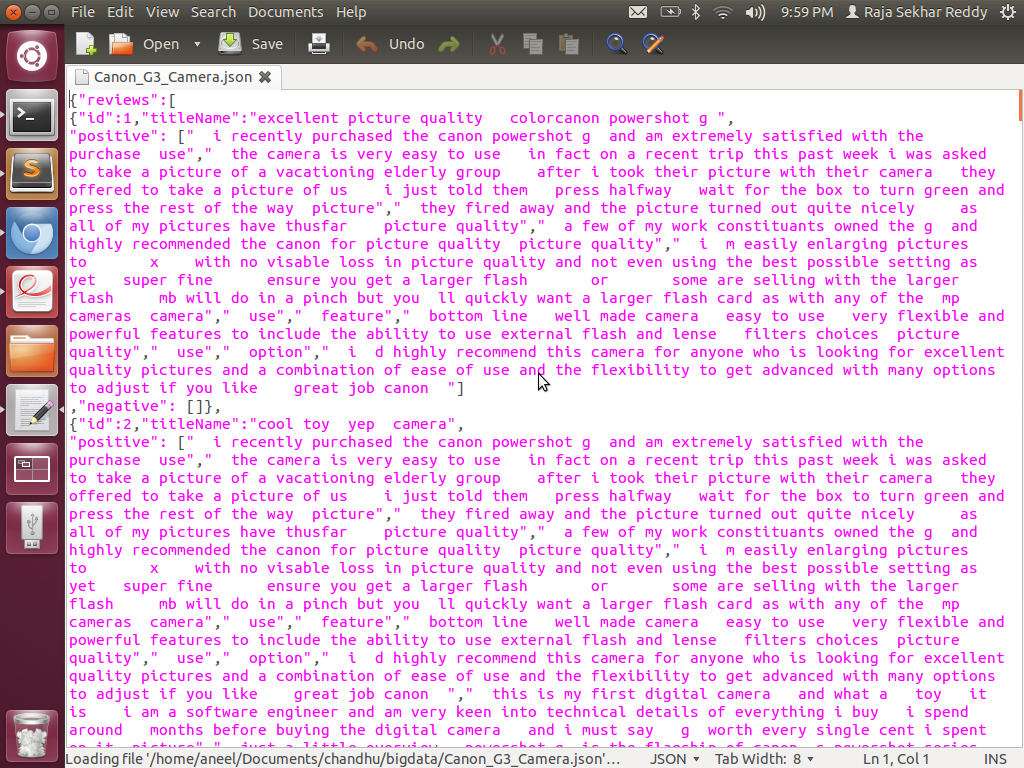 File Edit View Search Documents Help 9:59 PM Raja Sekhar Reddy
Open Save Undo
Canon_G3_Camera.json
{"reviews":[
{"id":1,"titleName":"excellent picture quality   colorcanon powershot g ",
"positive": ["  i recently purchased the canon powershot g  and am extremely satisfied with the
purchase  use","  the camera is very easy to use   in fact on a recent trip this past week i was asked
to take a picture of a vacationing elderly group    after i took their picture with their camera   they
offered to take a picture of us    i just told them   press halfway   wait for the box to turn green and
press the rest of the way  picture","  they fired away and the picture turned out quite nicely     as
all of my pictures have thusfar    picture quality","  a few of my work constituants owned the g  and
highly recommended the canon for picture quality  picture quality","  i  m easily enlarging pictures
to       x    with no visable loss in picture quality and not even using the best possible setting as
yet   super fine      ensure you get a larger flash       or       some are selling with the larger
flash     mb will do in a pinch but you  ll quickly want a larger flash card as with any of the  mp
cameras  camera","  use","  feature","  bottom line   well made camera   easy to use   very flexible and
powerful features to include the ability to use external flash and lense   filters choices  picture
quality","  use","  option","  i  d highly recommend this camera for anyone who is looking for excellent
quality pictures and a combination of ease of use and the flexibility to get advanced with many options
to adjust if you like    great job canon  "]
,"negative": []},
{"id":2,"titleName":"cool toy  yep  camera",
"positive": ["  i recently purchased the canon powershot g  and am extremely satisfied with the
purchase  use","  the camera is very easy to use   in fact on a recent trip this past week i was asked
to take a picture of a vacationing elderly group    after i took their picture with their camera   they
offered to take a picture of us    i just told them   press halfway   wait for the box to turn green and
press the rest of the way  picture","  they fired away and the picture turned out quite nicely     as
all of my pictures have thusfar    picture quality","  a few of my work constituants owned the g  and
highly recommended the canon for picture quality  picture quality","  i  m easily enlarging pictures
to       x    with no visable loss in picture quality and not even using the best possible setting as
yet   super fine      ensure you get a larger flash       or       some are selling with the larger
flash     mb will do in a pinch but you  ll quickly want a larger flash card as with any of the  mp
cameras  camera","  use","  feature","  bottom line   well made camera   easy to use   very flexible and
powerful features to include the ability to use external flash and lense   filters choices  picture
quality","  use","  option","  i  d highly recommend this camera for anyone who is looking for excellent
quality pictures and a combination of ease of use and the flexibility to get advanced with many options
to adjust if you like    great job canon  ","  this is my first digital camera   and what a   toy   it
is    i am a software engineer and am very keen into technical details of everything i buy   i spend
around   months before buying the digital camera   and i must say   g  worth every single cent i spent
on it  picture","  just a little overview   powershot g  is the flagship of canon  s powershot series
Loading file '/home/aneel/Documents/chandhu/bigdata/Canon_G3_Camera.json'… JSON Tab Width: 8 Ln 1, Col 1 INS